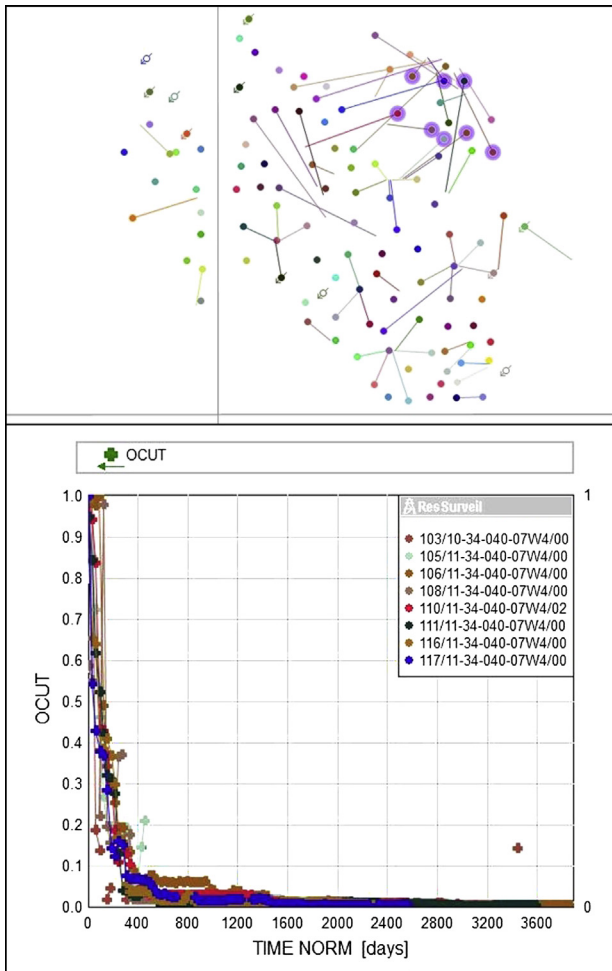 OCUT
1.0
0.9
0.8
0.7
0.6
0.5
0.4
0.3
0.2
0.1
0.0
OCUT
1
0
ResSurveil
103/10-34-040-07W4/00
105/11-34-040-07W4/00
106/11-34-040-07W4/00
108/11-34-040-07W4/00
110/11-34-040-07W4/02
111/11-34-040-07W4/00
116/11-34-040-07W4/00
117/11-34-040-07W4/00
0 400 800 1200 1600 2000 2400 2800 3200 3600
TIME NORM [days]